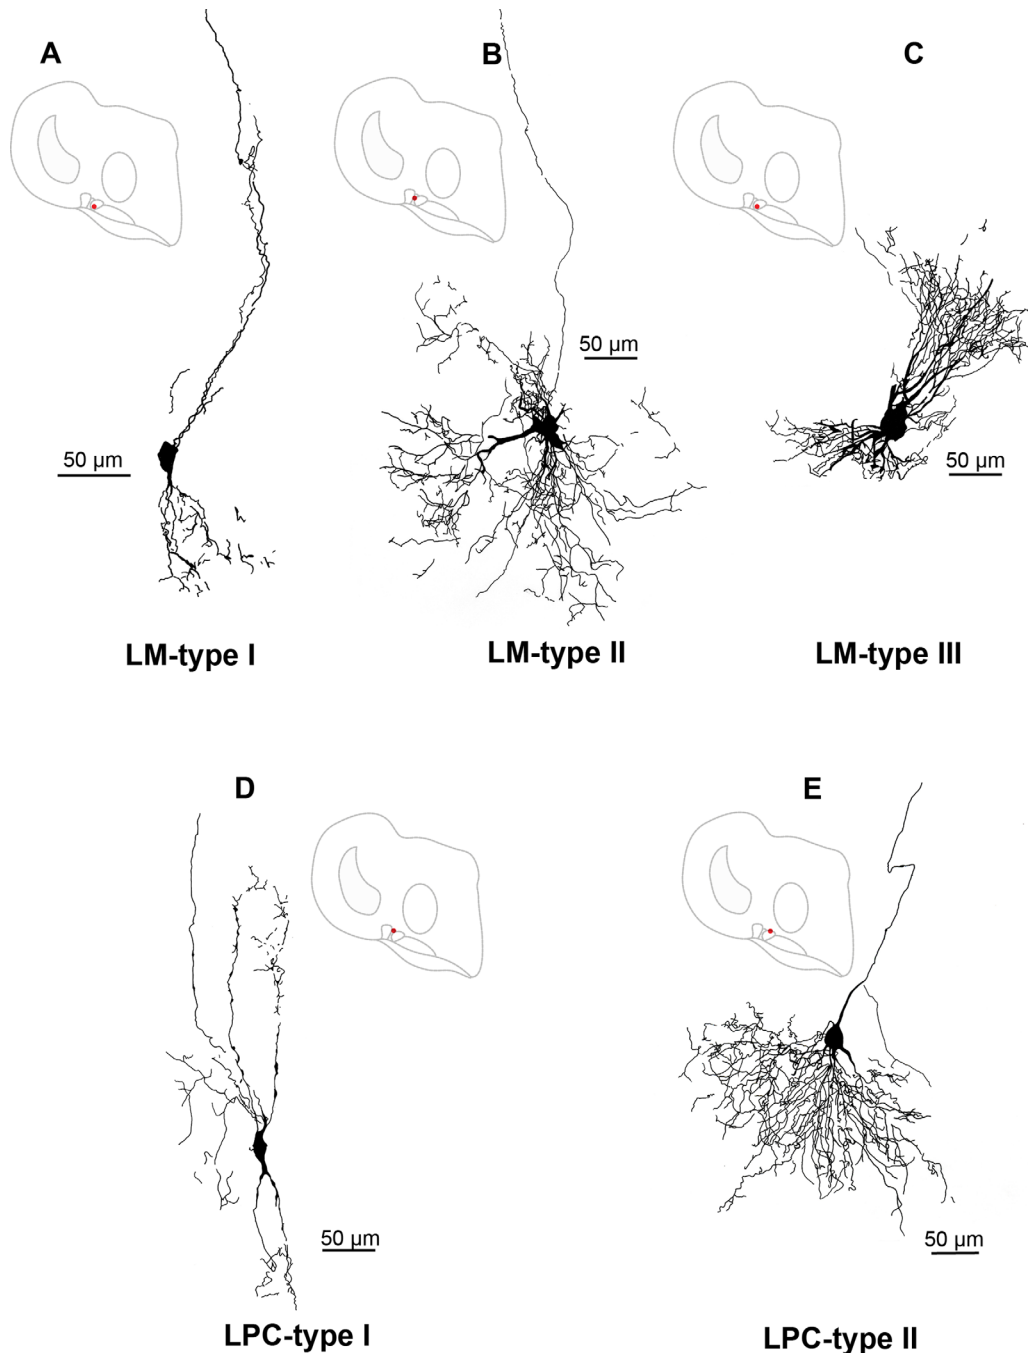 A
B
C
50 µm
50 µm
50 µm
LM-type I
LM-type II
LM-type III
D
E
50 µm
50 µm
LPC-type I
LPC-type II